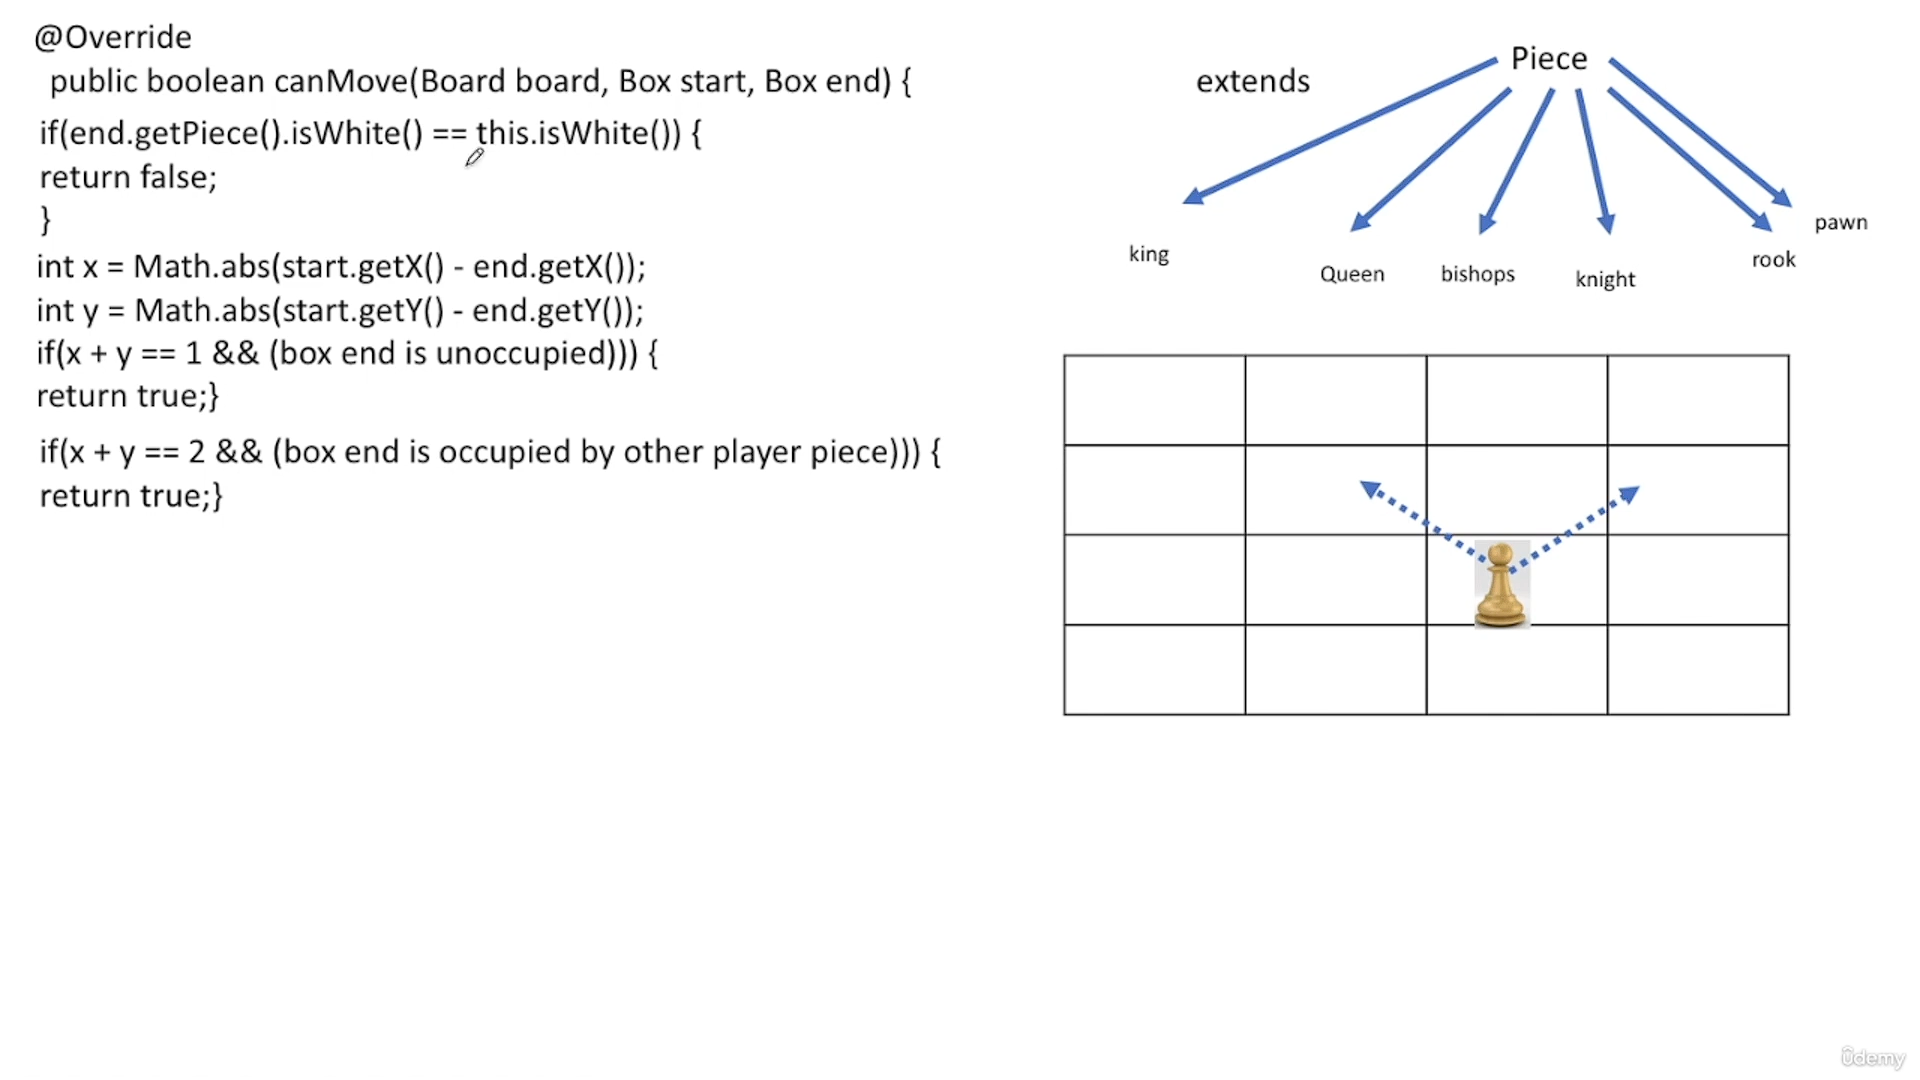 @Override
public boolean canMove(Board board, Box start, Box end) {
if(end.getPiece().isWhite() == this.isWhite()) {
return false;
}
int x = Math.abs(start.getX() - end.getX());
int y = Math.abs(start.getY() - end.getY());
if(x + y == 1 && (box end is unoccupied))) {
return true;}
if(x + y == 2 && (box end is occupied by other player piece))) {
return true;}
Piece
extends
king
Queen
bishops
knight
rook
pawn
ûdemy